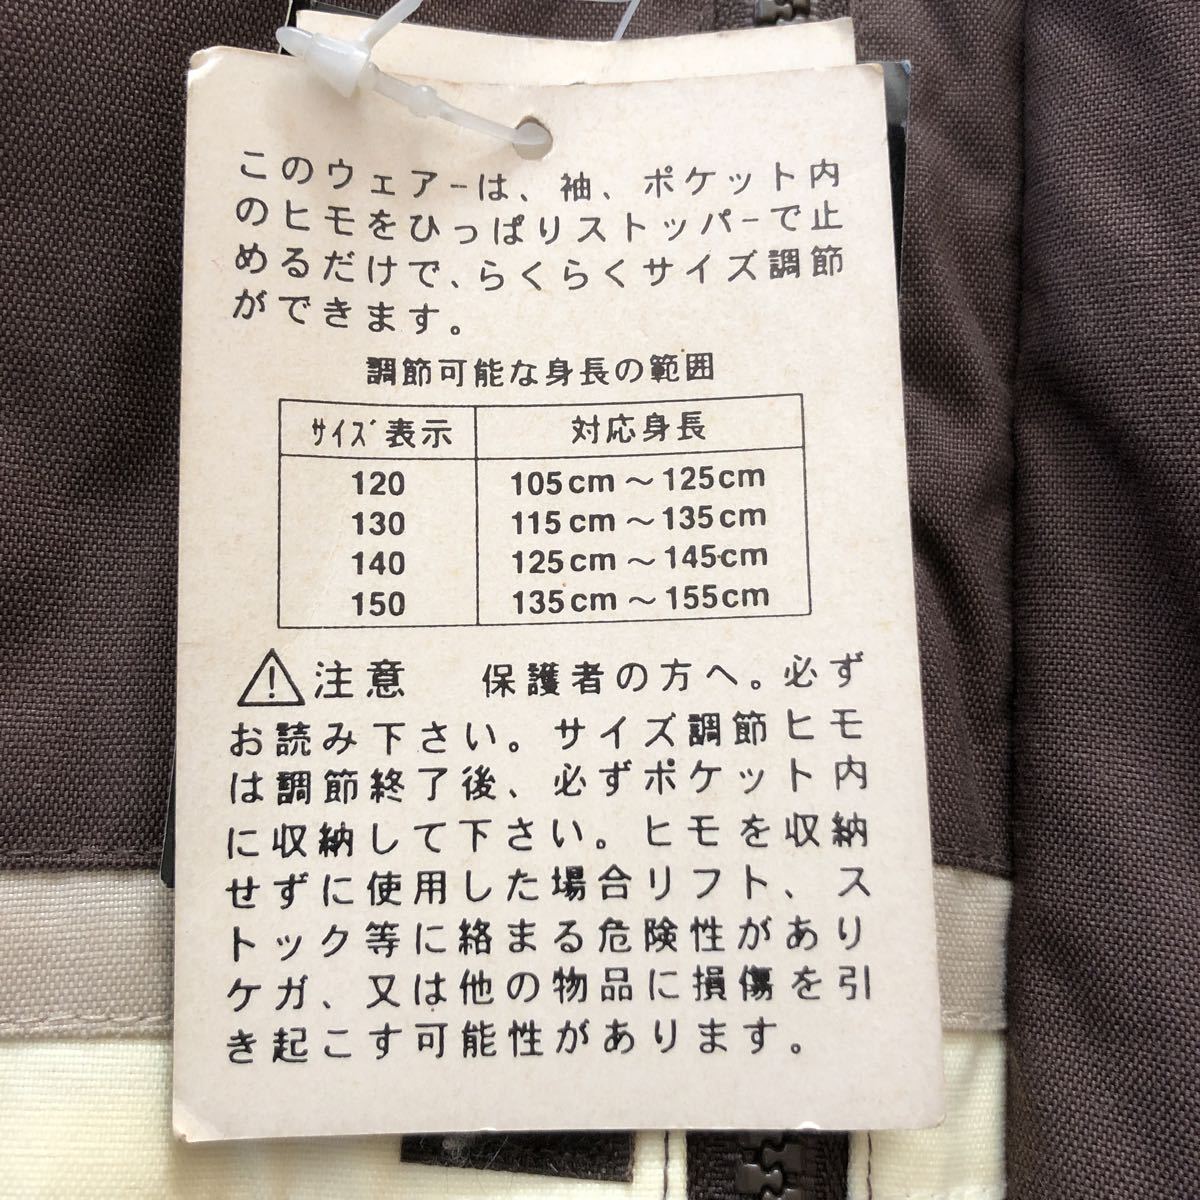 このウェアーは、袖、ポケット内
のヒモをひっぱりストッパーで止
めるだけで、らくらくサイズ調節
ができます。
調節可能な身長の範囲
ｻｲｽﾞ表示 対応身長
120 105cm～125cm
130 115cm～135cm
140 125cm～145cm
150 135cm～155cm
⚠注意 保護者の方へ。必ず
お読み下さい。サイズ調節ヒモ
は調節終了後、必ずポケット内
に収納して下さい。ヒモを収納
せずに使用した場合リフト、ス
トック等に絡まる危険性があり
ケガ、又は他の物品に損傷を引
き起こす可能性があります。